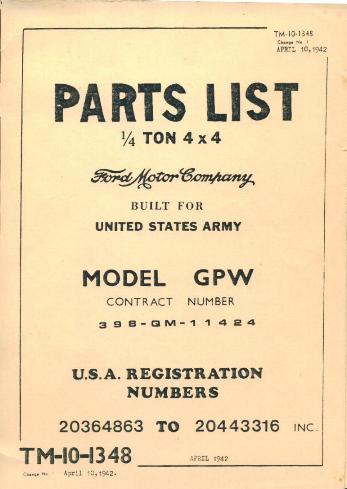 TM-10-1348
Change No 1
APRIL 10, 1942
PARTS LIST
1/4 TON 4 x 4
Ford Motor Company
BUILT FOR
UNITED STATES ARMY
MODEL GPW
CONTRACT NUMBER
398-QM-11424
U.S.A. REGISTRATION
NUMBERS
20364863 TO 20443316 INC.
TM-10-1348
APRIL 1942
Change No April 10, 1942.